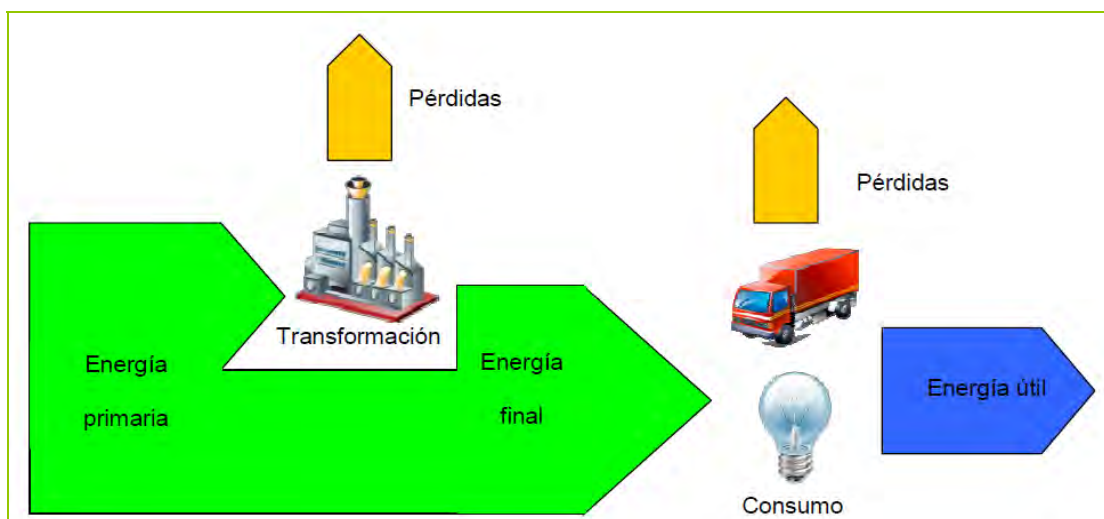 Pérdidas
Pérdidas
Transformación
Energía
primaria
Energía
final
Energía útil
Consumo